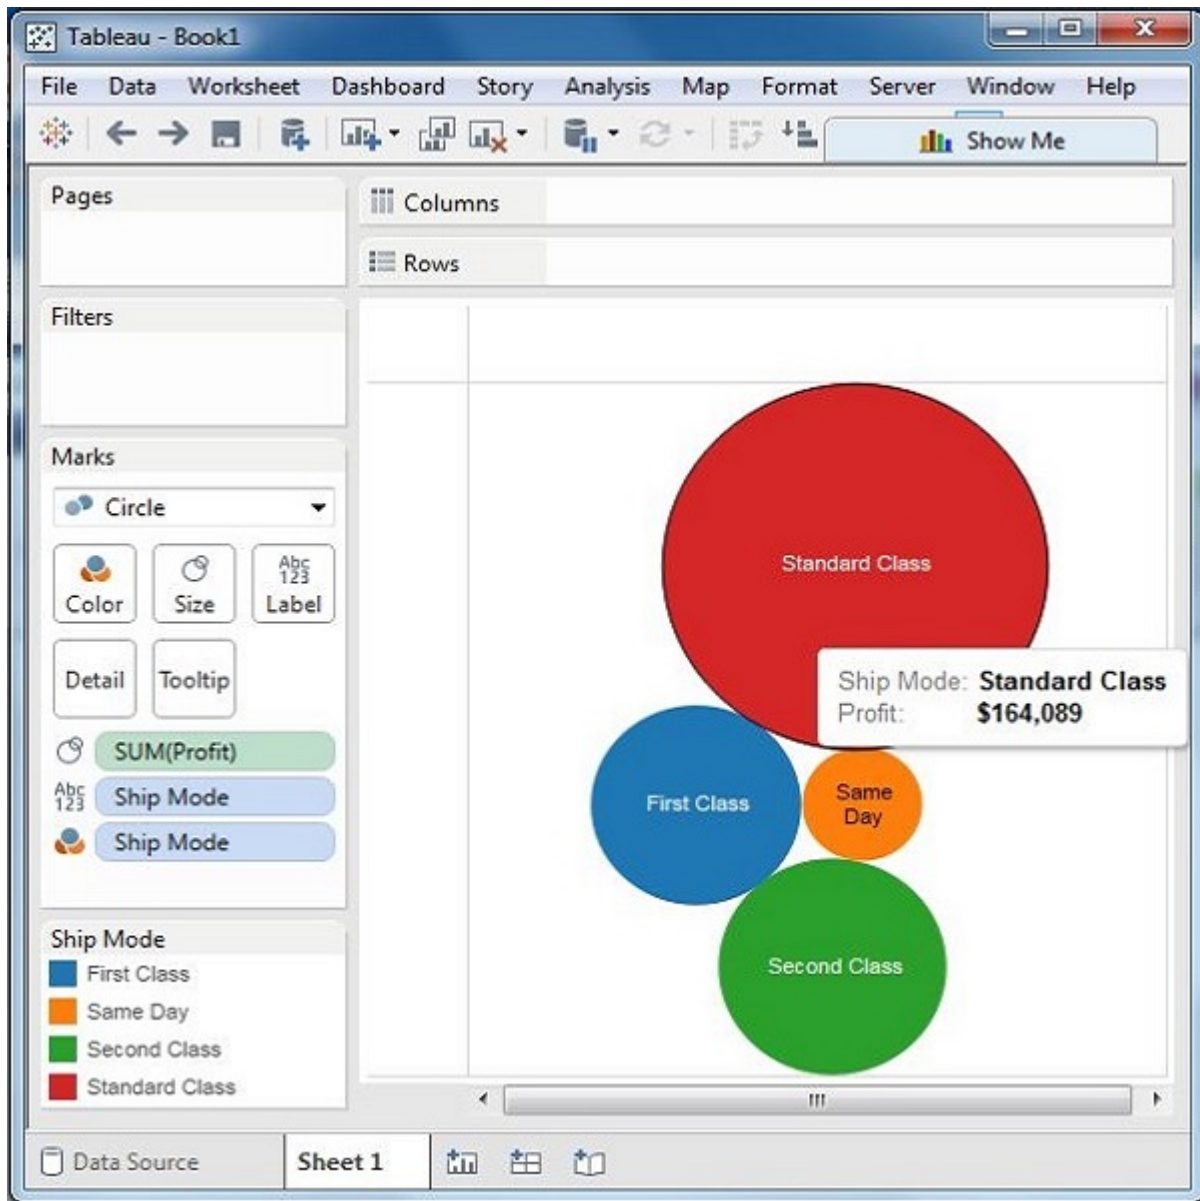 Tableau - Book1
File Data Worksheet Dashboard Story Analysis Map Format Server Window Help
Show Me
Pages
Columns
Rows
Filters
Marks
Circle
Color
Size
Abc
123
Label
Detail
Tooltip
SUM(Profit)
Abc
123
Ship Mode
Ship Mode
Ship Mode
First Class
Same Day
Second Class
Standard Class
Standard Class
Ship Mode: Standard Class
Profit: $164,089
First Class
Same
Day
Second Class
Data Source
Sheet 1